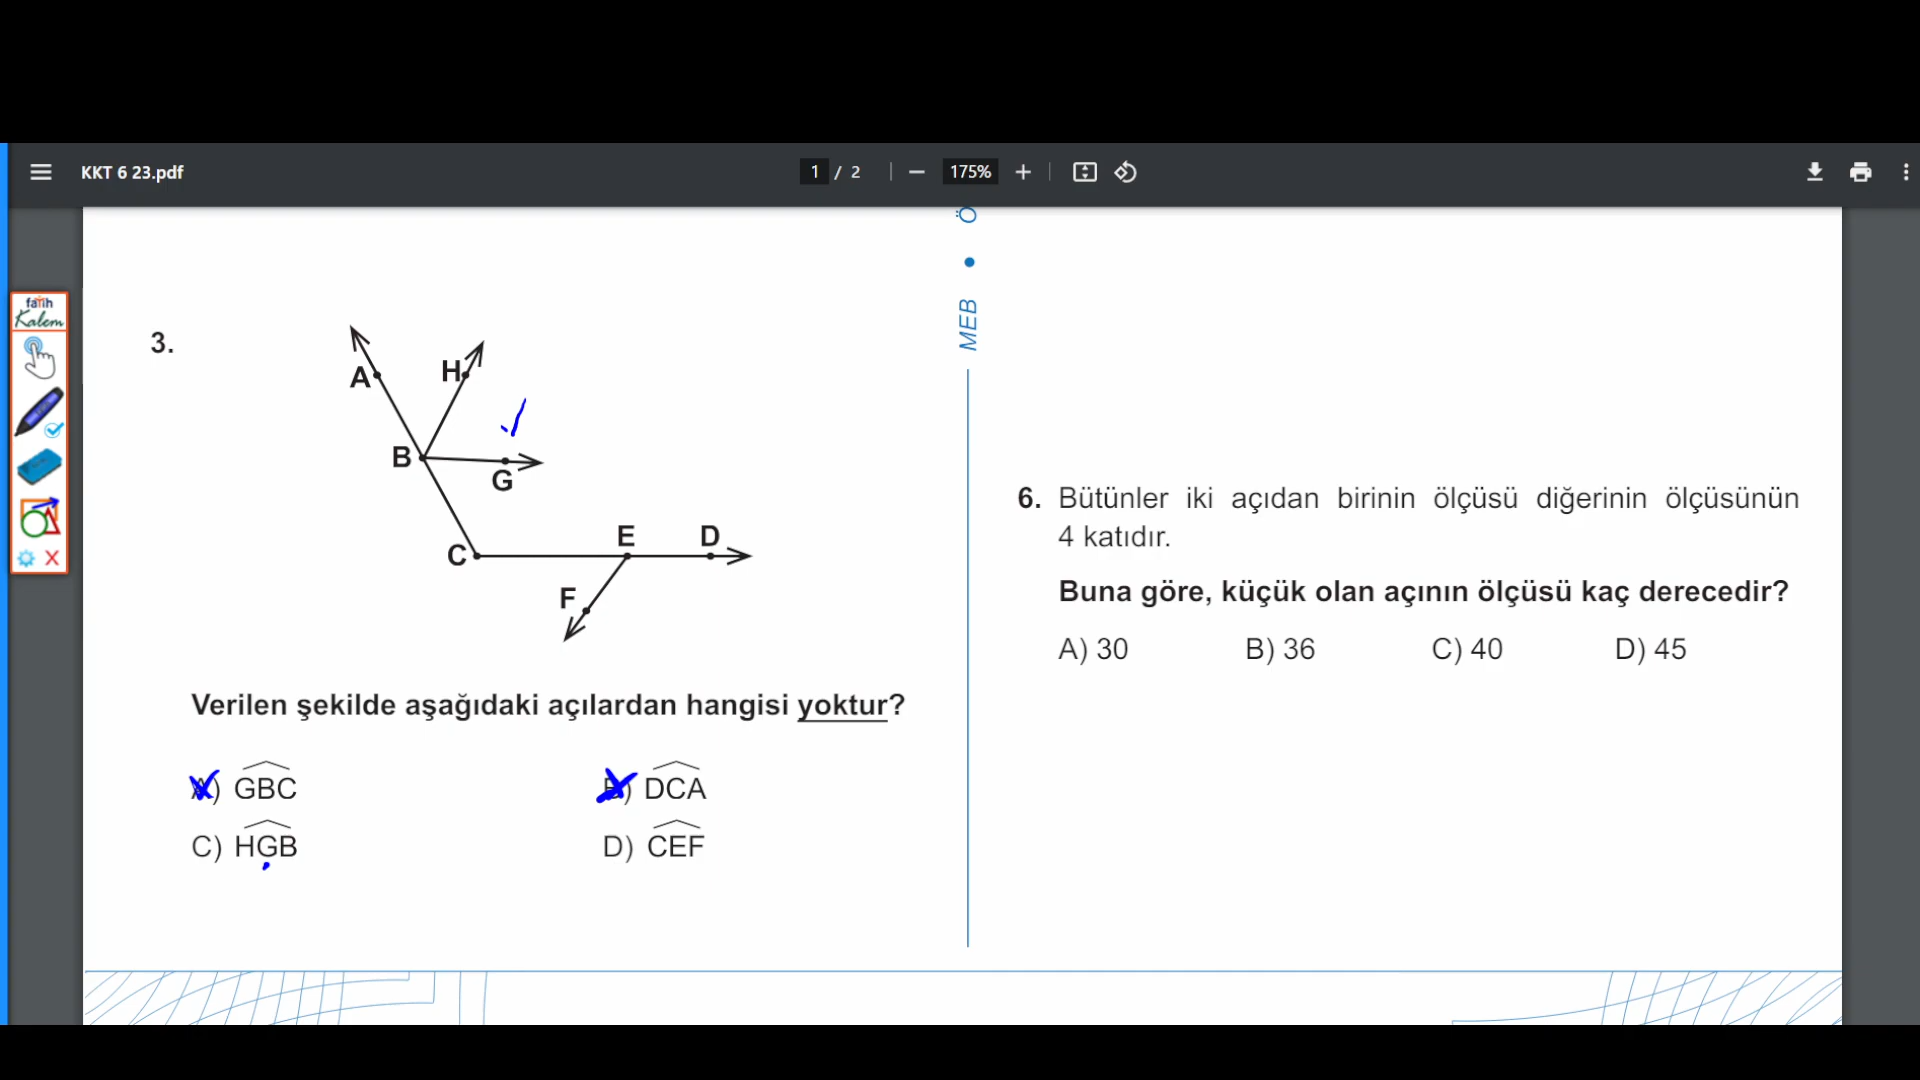 KKT 6 23.pdf
1 / 2
175%
fatih
Kalem
3.
A
H
B
G
C
E
D
F
Verilen şekilde aşağıdaki açılardan hangisi yoktur?
A) GBC
B) DCA
C) HGB
D) CEF
MEB • Ö
6. Bütünler iki açıdan birinin ölçüsü diğerinin ölçüsünün
4 katıdır.
Buna göre, küçük olan açının ölçüsü kaç derecedir?
A) 30 B) 36 C) 40 D) 45